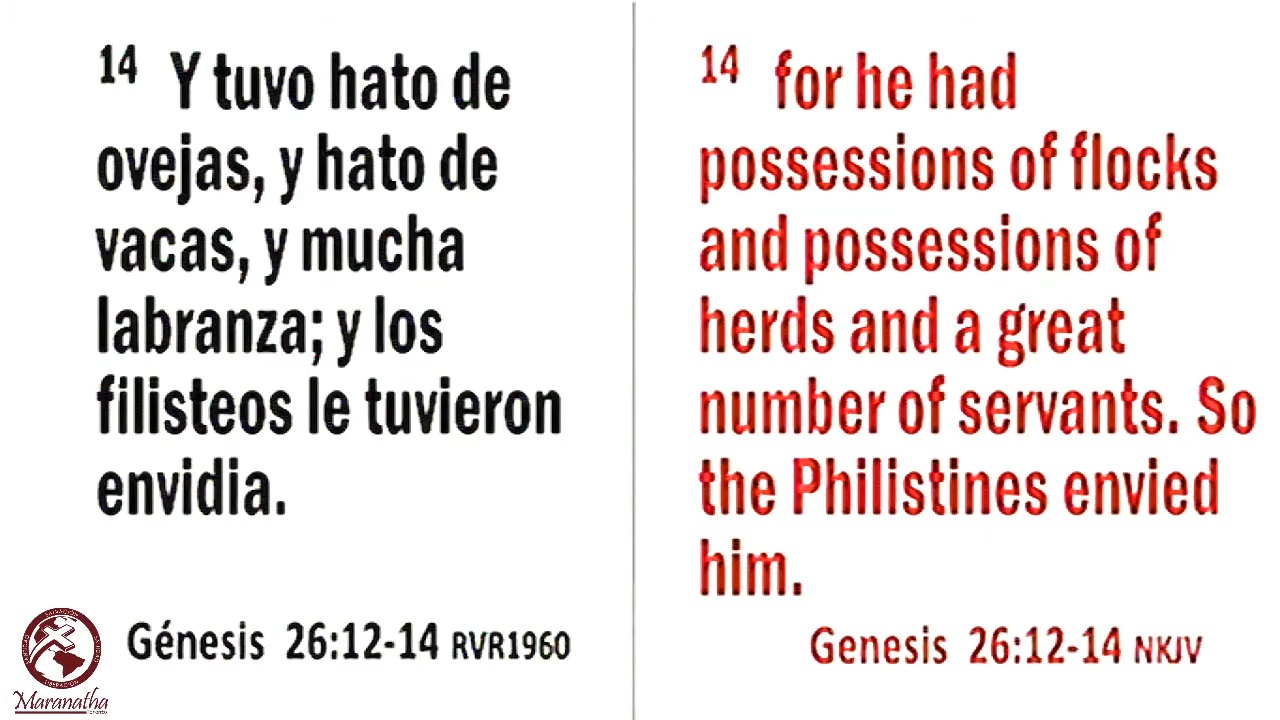 14 Y tuvo hato de
ovejas, y hato de
vacas, y mucha
labranza; y los
filisteos le tuvieron
envidia.
Génesis 26:12-14 RVR1960
14 for he had
possessions of flocks
and possessions of
herds and a great
number of servants. So
the Philistines envied
him.
Genesis 26:12-14 NKJV
SALVACIÓN
LIBERACIÓN
Maranatha